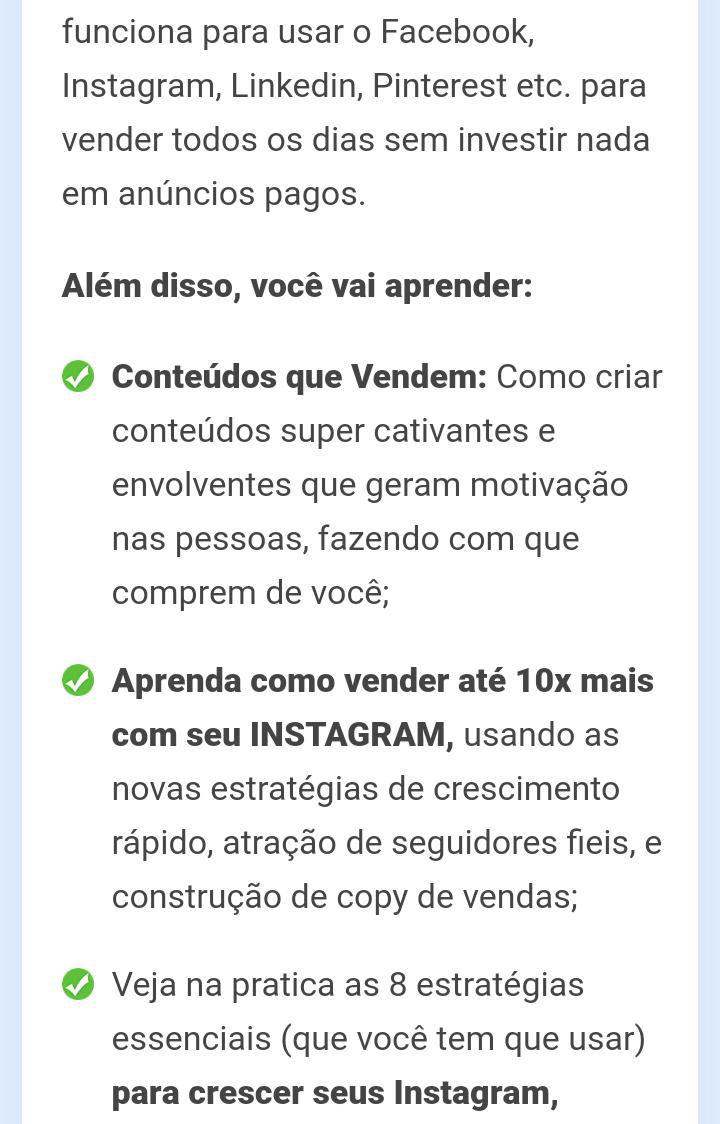 funciona para usar o Facebook,
Instagram, Linkedin, Pinterest etc. para
vender todos os dias sem investir nada
em anúncios pagos.
Além disso, você vai aprender:
Conteúdos que Vendem: Como criar
conteúdos super cativantes e
envolventes que geram motivação
nas pessoas, fazendo com que
comprem de você;
Aprenda como vender até 10x mais
com seu INSTAGRAM, usando as
novas estratégias de crescimento
rápido, atração de seguidores fieis, e
construção de copy de vendas;
Veja na pratica as 8 estratégias
essenciais (que você tem que usar)
para crescer seus Instagram,